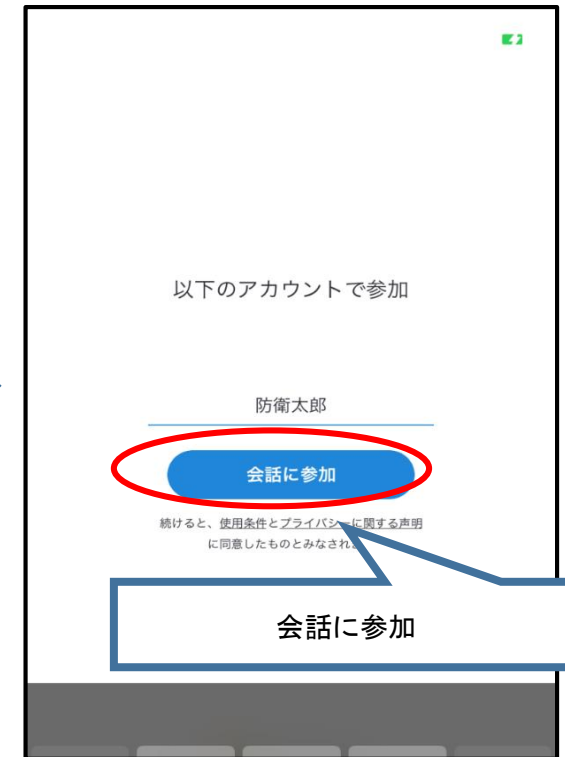 以下のアカウントで参加
防衛太郎
会話に参加
続けると、使用条件とプライバシーに関する声明
に同意したものとみなされ
会話に参加